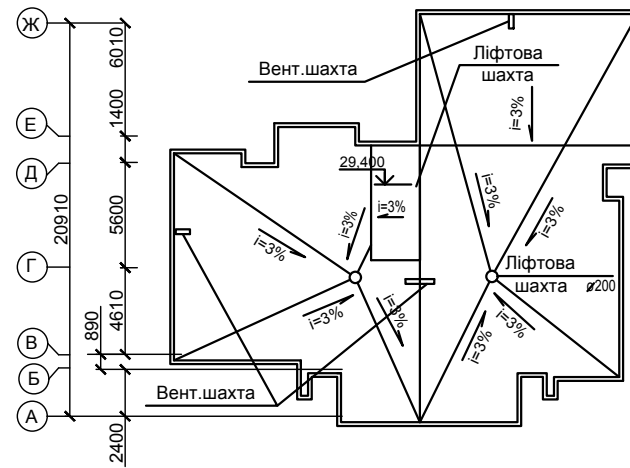 Ж
Е
Д
Г
В
Б
А
20910
6010
1400
5600
4610
890
2400
Вент.шахта
Ліфтова
шахта
i=3%
29,400
i=3%
i=3%
i=3%
i=3%
i=3%
i=3%
i=3%
i=3%
Ліфтова
шахта ø200
i=3%
i=3%
Вент.шахта